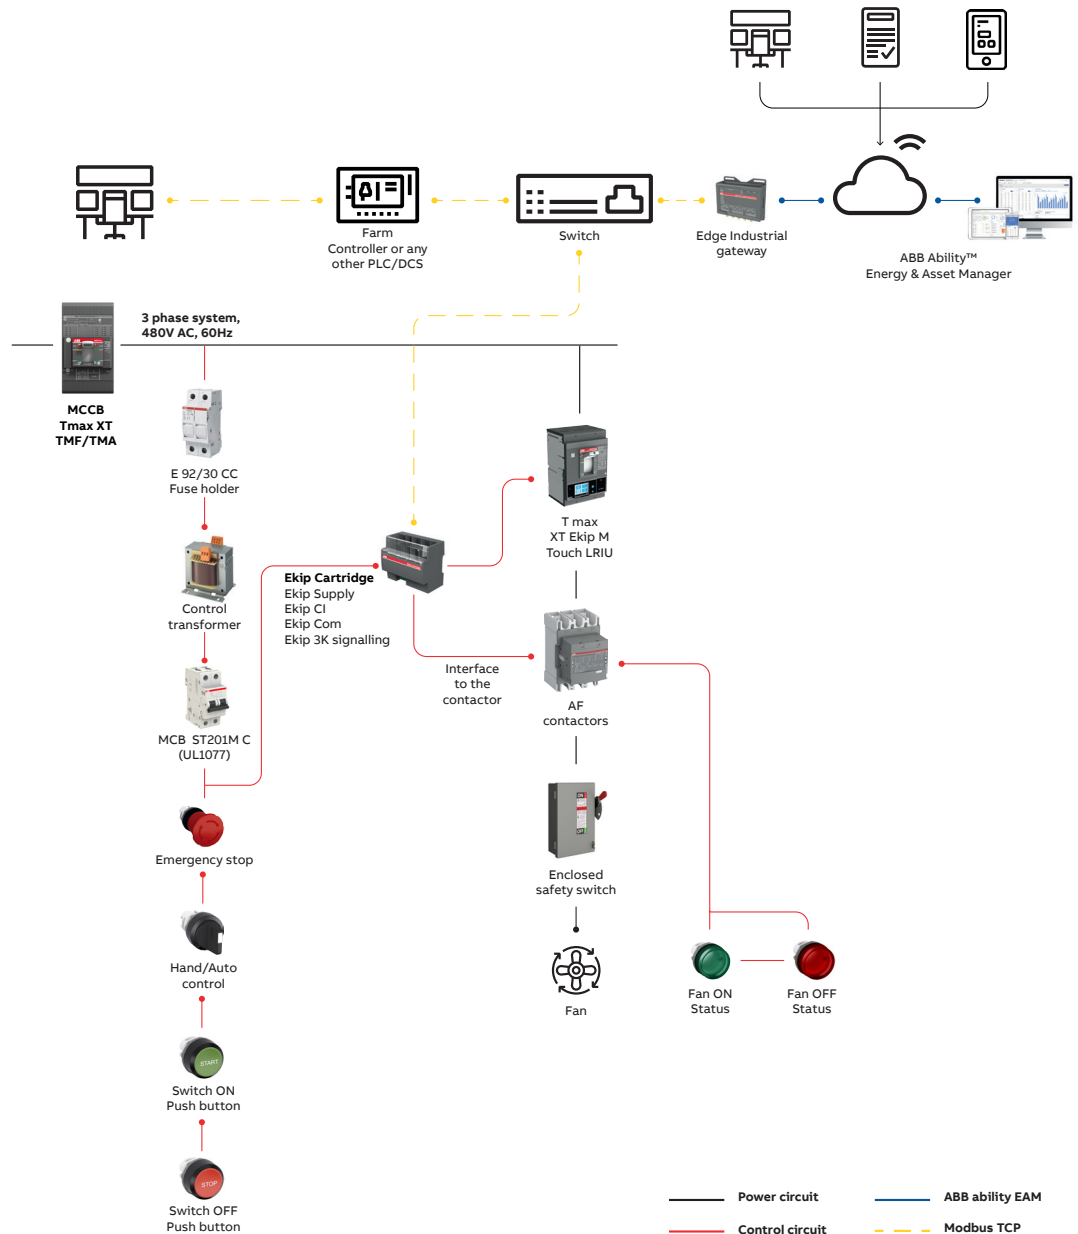 Farm
Controller or any
other PLC/DCS
Switch
Edge Industrial
gateway
ABB Ability™
Energy & Asset Manager
3 phase system,
480V AC, 60Hz
MCCB
Tmax XT
TMF/TMA
E 92/30 CC
Fuse holder
T max
XT Ekip M
Touch LRIU
Control
transformer
Ekip Cartridge
Ekip Supply
Ekip CI
Ekip Com
Ekip 3K signalling
Interface
to the
contactor
AF
contactors
MCB ST201M C
(UL1077)
ON
OFF
Emergency stop
Enclosed
safety switch
Hand/Auto
control
Fan
Fan ON
Status
Fan OFF
Status
START
Switch ON
Push button
STOP
Switch OFF
Push button
Power circuit
ABB ability EAM
Control circuit
Modbus TCP